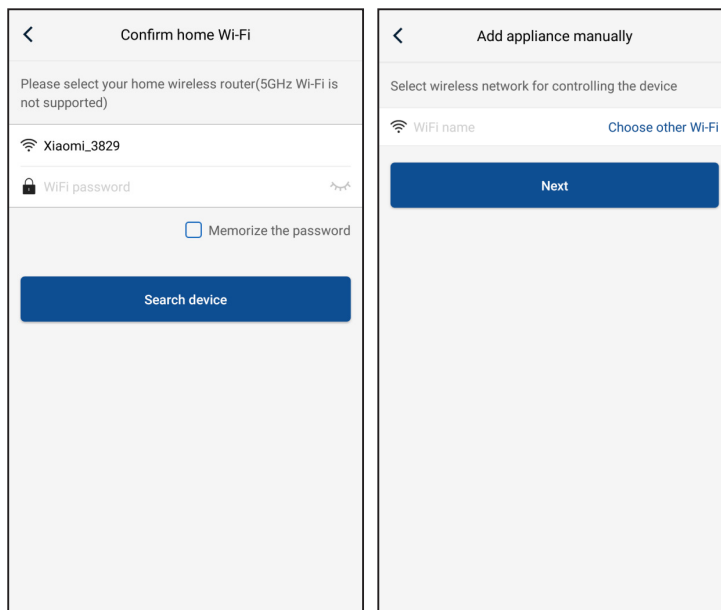 Confirm home Wi-Fi
Please select your home wireless router(5GHz Wi-Fi is
not supported)
Xiaomi_3829
WiFi password
Memorize the password
Search device
Add appliance manually
Select wireless network for controlling the device
WiFi name Choose other Wi-Fi
Next